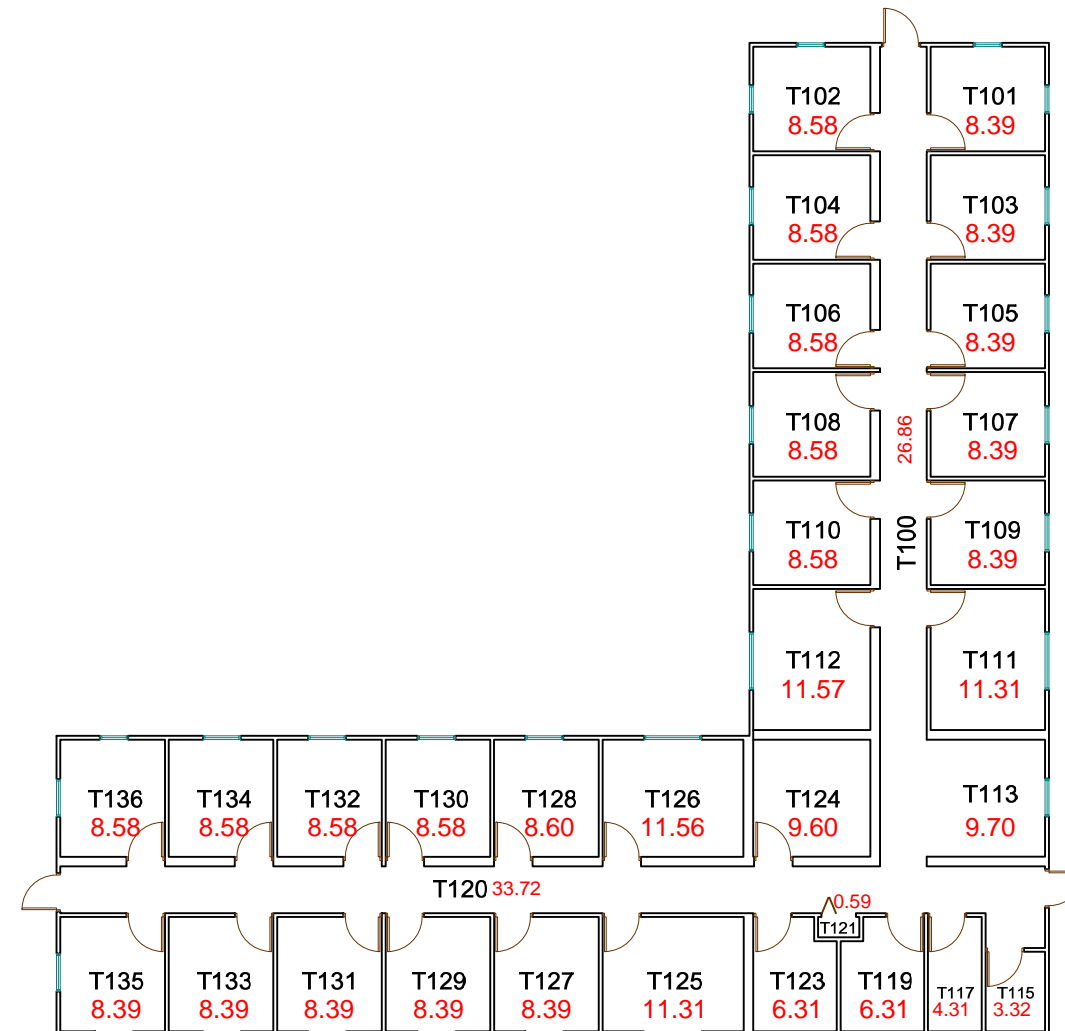 T102
8.58
T101
8.39
T104
8.58
T103
8.39
T106
8.58
T105
8.39
T108
8.58
26.86
T107
8.39
T110
8.58
T100
T109
8.39
T112
11.57
T111
11.31
T136
8.58
T134
8.58
T132
8.58
T130
8.58
T128
8.60
T126
11.56
T124
9.60
T113
9.70
T120 33.72
0.59
T121
T135
8.39
T133
8.39
T131
8.39
T129
8.39
T127
8.39
T125
11.31
T123
6.31
T119
6.31
T117
4.31
T115
3.32